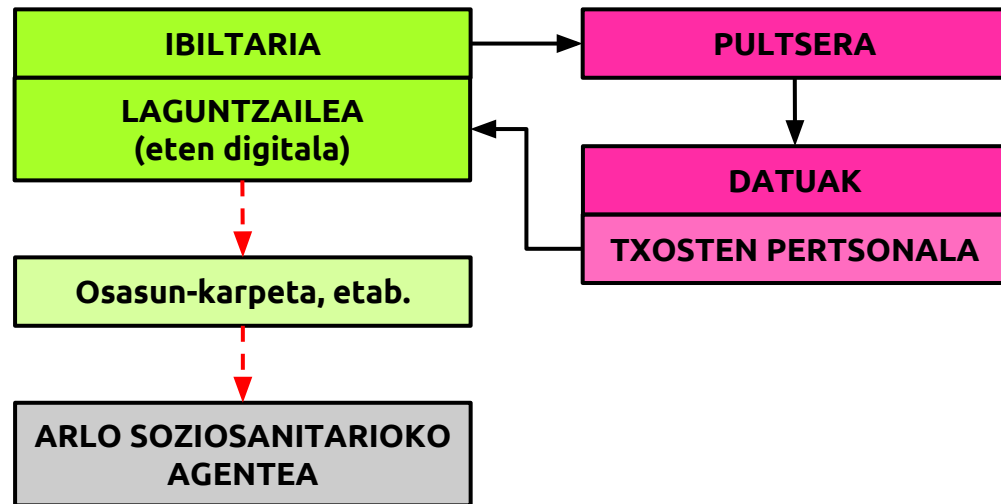 IBILTARIA
PULTSERA
LAGUNTZAILEA
(eten digitala)
DATUAK
TXOSTEN PERTSONALA
Osasun-karpeta, etab.
ARLO SOZIOSANITARIOKO
AGENTEA